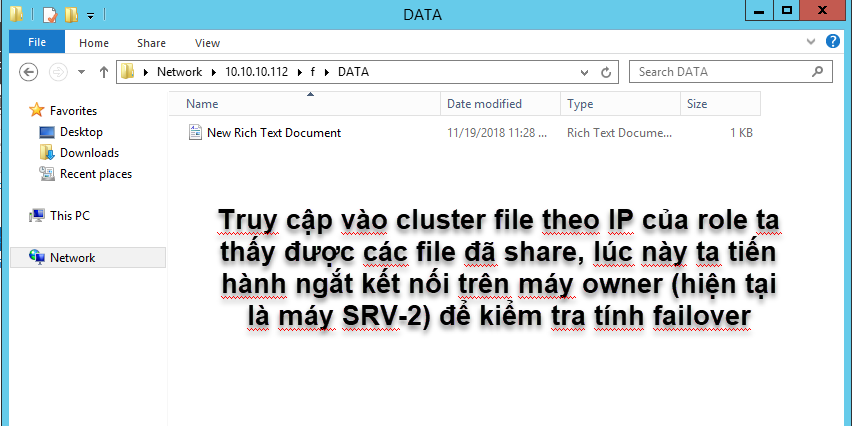 DATA
File Home Share View
Network 10.10.10.112 f DATA Search DATA
Name Date modified Type Size
Favorites
New Rich Text Document 11/19/2018 11:28 ... Rich Text Docume... 1 KB
Desktop
Downloads
Recent places
This PC
Network
Truy cập vào cluster file theo IP của role ta
thấy được các file đã share, lúc này ta tiến
hành ngắt kết nối trên máy owner (hiện tại
là máy SRV-2) để kiểm tra tính failover